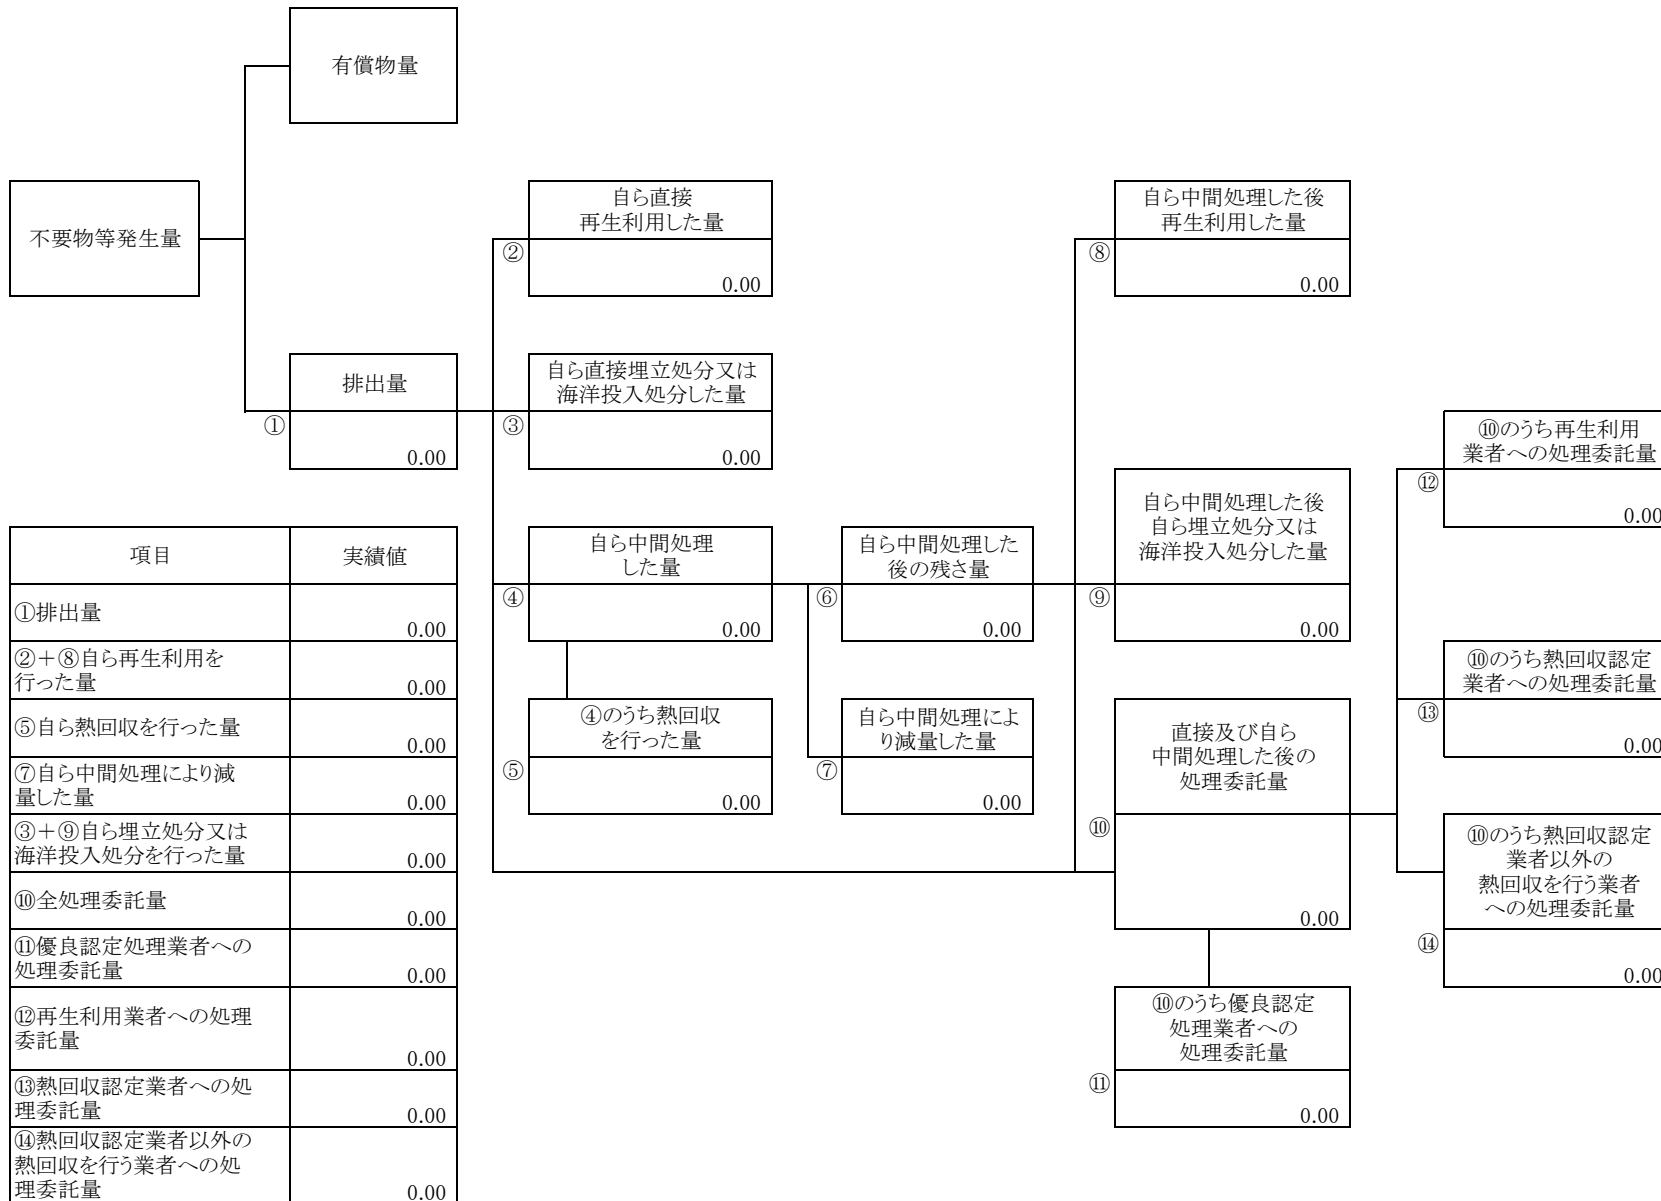 有償物量
不要物等発生量
排出量
①
0.00
自ら直接
再生利用した量
②
0.00
自ら直接埋立処分又は
海洋投入処分した量
③
0.00
自ら中間処理
した量
④
0.00
④のうち熱回収
を行った量
⑤
0.00
自ら中間処理した
後の残さ量
⑥
0.00
自ら中間処理によ
り減量した量
⑦
0.00
自ら中間処理した後
再生利用した量
⑧
0.00
自ら中間処理した後
自ら埋立処分又は
海洋投入処分した量
⑨
0.00
直接及び自ら
中間処理した後の
処理委託量
⑩
0.00
⑩のうち優良認定
処理業者への
処理委託量
⑪
0.00
⑩のうち再生利用
業者への処理委託量
⑫
0.00
⑩のうち熱回収認定
業者への処理委託量
⑬
0.00
⑩のうち熱回収認定
業者以外の
熱回収を行う業者
への処理委託量
⑭
0.00
項目 実績値
①排出量
0.00
②＋⑧自ら再生利用を
行った量 0.00
⑤自ら熱回収を行った量
0.00
⑦自ら中間処理により減
量した量 0.00
③＋⑨自ら埋立処分又は
海洋投入処分を行った量 0.00
⑩全処理委託量
0.00
⑪優良認定処理業者への
処理委託量 0.00
⑫再生利用業者への処理
委託量
0.00
⑬熱回収認定業者への処
理委託量 0.00
⑭熱回収認定業者以外の
熱回収を行う業者への処
理委託量 0.00